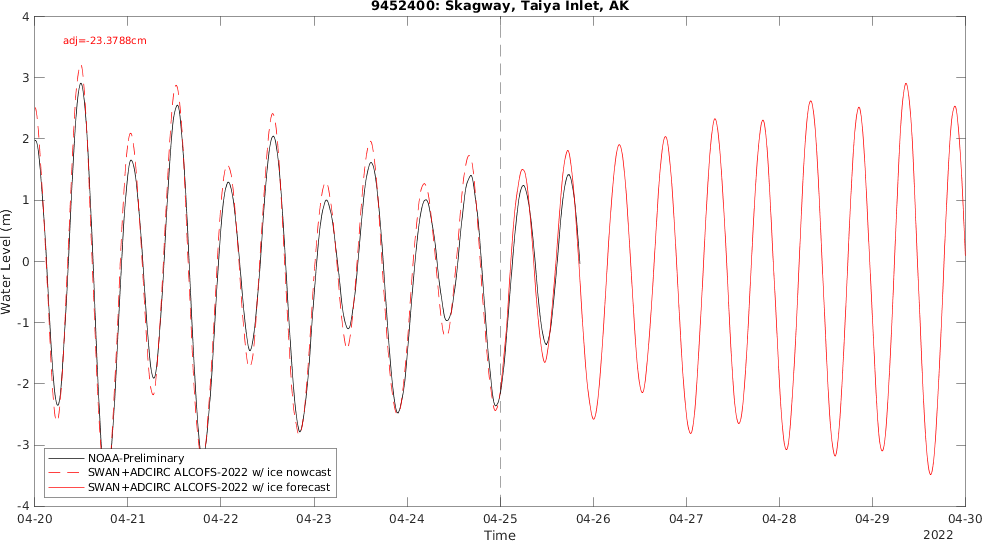 9452400: Skagway, Taiya Inlet, AK
adj=-23.3788cm
Water Level (m)
4
3
2
1
0
-1
-2
-3
-4
NOAA-Preliminary
SWAN+ADCIRC ALCOFS-2022 w/ ice nowcast
SWAN+ADCIRC ALCOFS-2022 w/ ice forecast
04-20 04-21 04-22 04-23 04-24 04-25 04-26 04-27 04-28 04-29 04-30
Time
2022